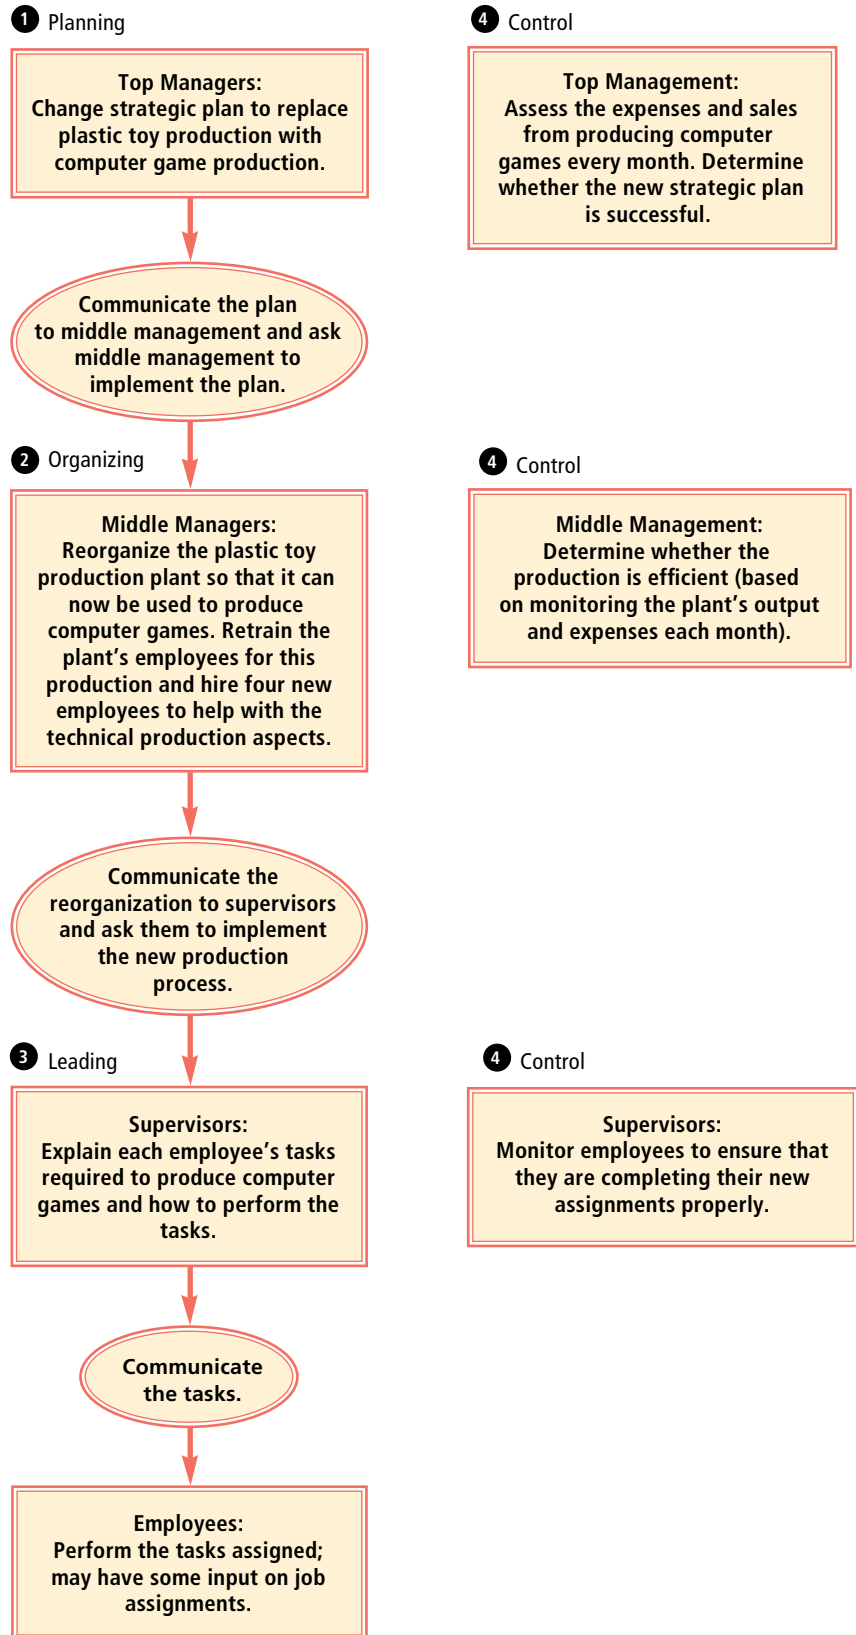 1 Planning
Top Managers:
Change strategic plan to replace
plastic toy production with
computer game production.
Communicate the plan
to middle management and ask
middle management to
implement the plan.
2 Organizing
Middle Managers:
Reorganize the plastic toy
production plant so that it can
now be used to produce
computer games. Retrain the
plant’s employees for this
production and hire four new
employees to help with the
technical production aspects.
Communicate the
reorganization to supervisors
and ask them to implement
the new production
process.
3 Leading
Supervisors:
Explain each employee’s tasks
required to produce computer
games and how to perform the
tasks.
Communicate
the tasks.
Employees:
Perform the tasks assigned;
may have some input on job
assignments.
4 Control
Top Management:
Assess the expenses and sales
from producing computer
games every month. Determine
whether the new strategic plan
is successful.
4 Control
Middle Management:
Determine whether the
production is efficient (based
on monitoring the plant’s output
and expenses each month).
4 Control
Supervisors:
Monitor employees to ensure that
they are completing their new
assignments properly.